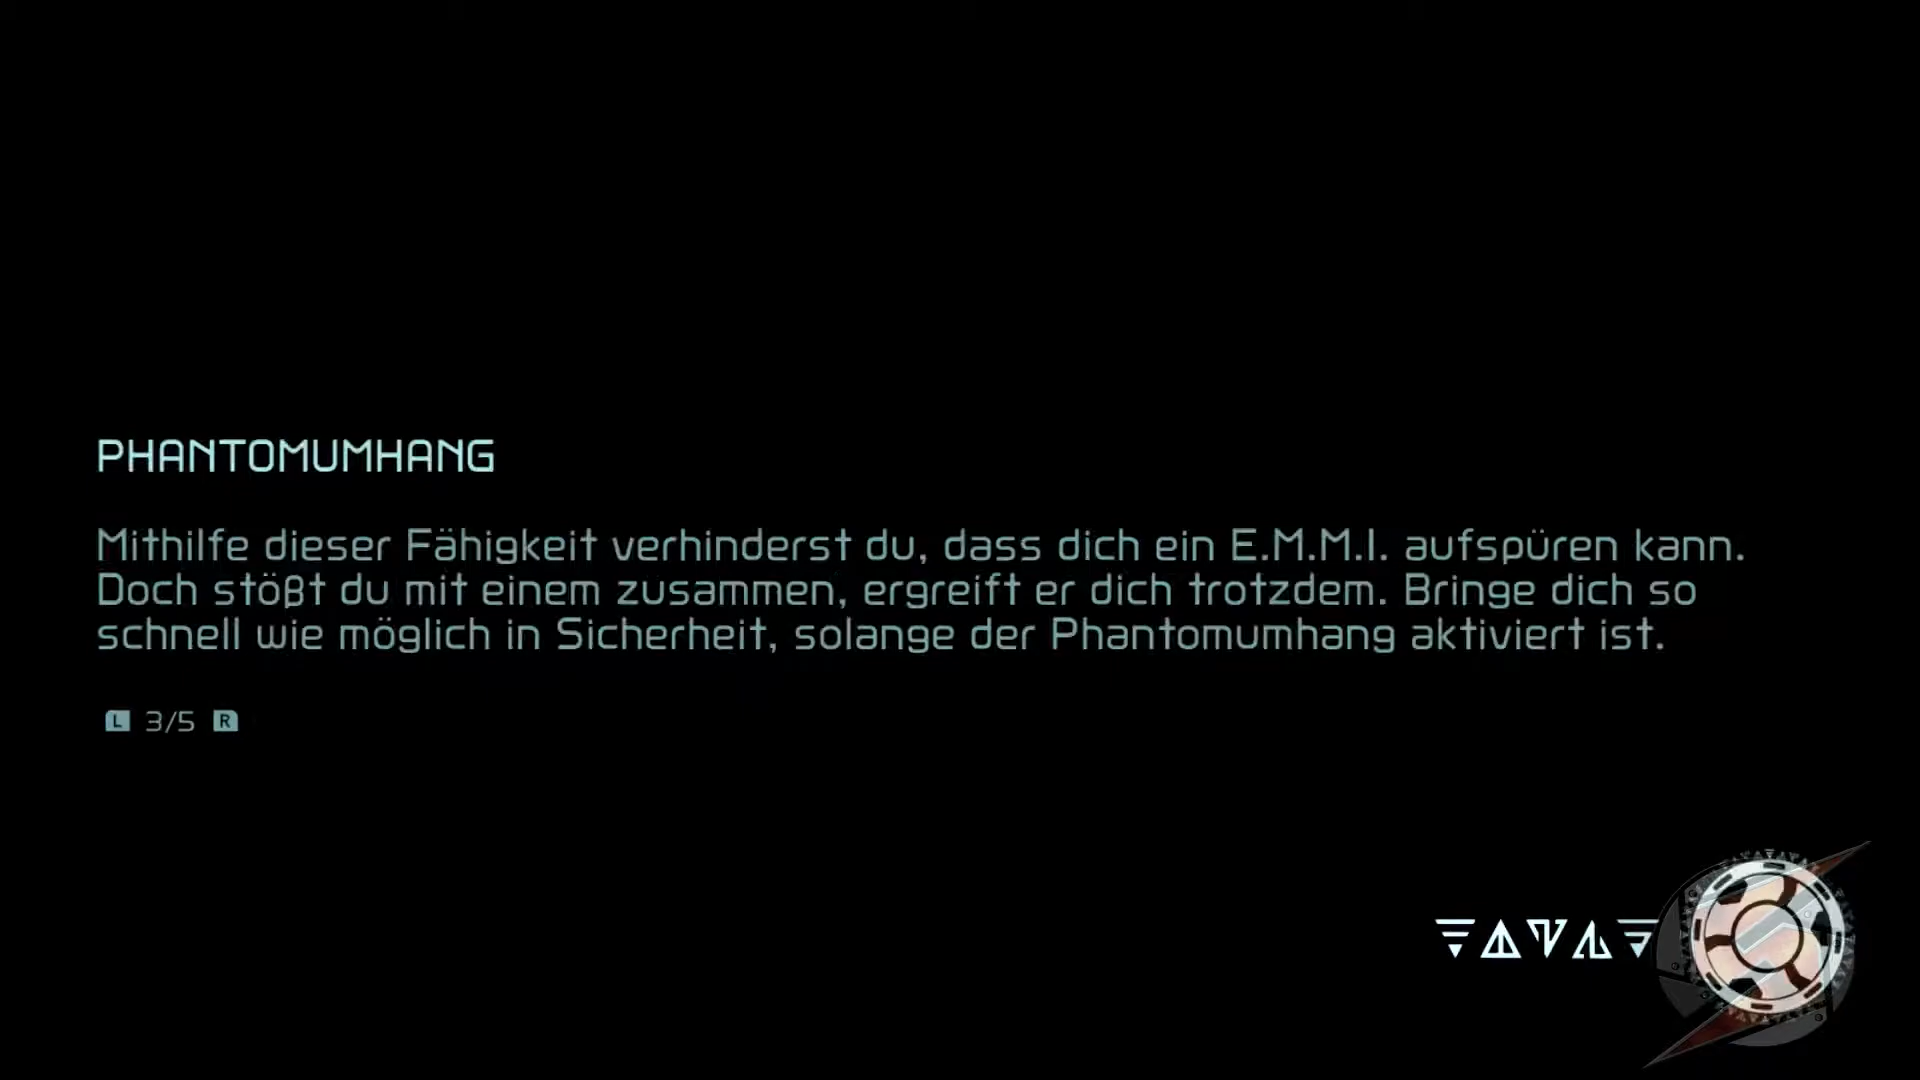 PHANTOMUMHANG
Mithilfe dieser Fähigkeit verhinderst du, dass dich ein E.M.M.I. aufspüren kann.
Doch stößt du mit einem zusammen, ergreift er dich trotzdem. Bringe dich so
schnell wie möglich in Sicherheit, solange der Phantomumhang aktiviert ist.
L 3/5 R